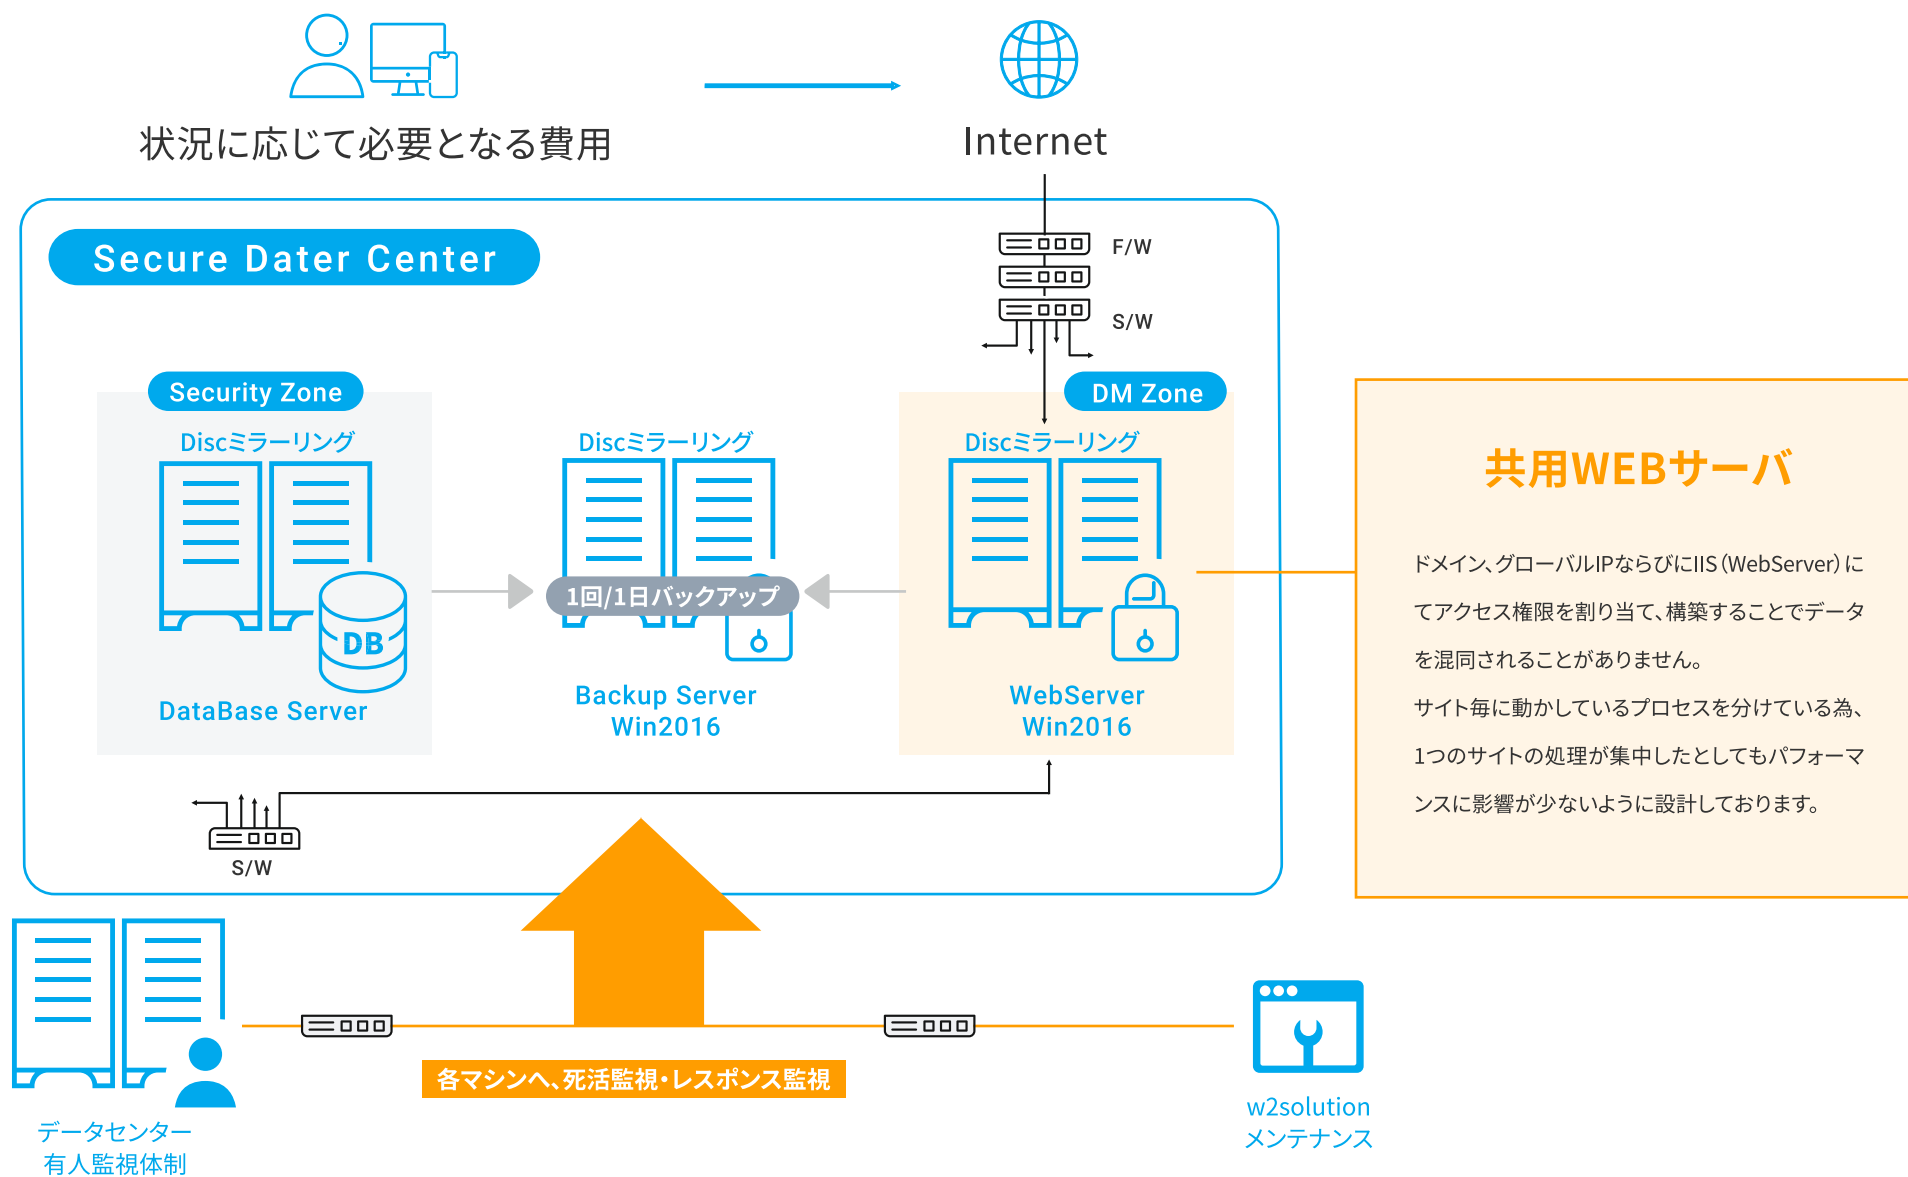 状況に応じて必要となる費用
Internet
Secure Dater Center
F/W
S/W
Security Zone
Discミラーリング
DB
DataBase Server
Discミラーリング
1回/1日バックアップ
Backup Server
Win2016
DM Zone
Discミラーリング
WebServer
Win2016
S/W
共用WEBサーバ
ドメイン、グローバルIPならびにIIS(WebServer)に
てアクセス権限を割り当て、構築することでデータ
を混同されることがありません。
サイト毎に動かしているプロセスを分けている為、
1つのサイトの処理が集中したとしてもパフォーマ
ンスに影響が少ないように設計しております。
各マシンへ、死活監視・レスポンス監視
データセンター
有人監視体制
w2solution
メンテナンス